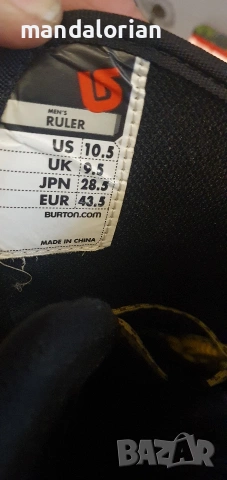 mandalorian
MEN'S
RULER
US 10.5
UK 9.5
JPN 28.5
EUR 43.5
BURTON.COM
MADE IN CHINA
BAZAR